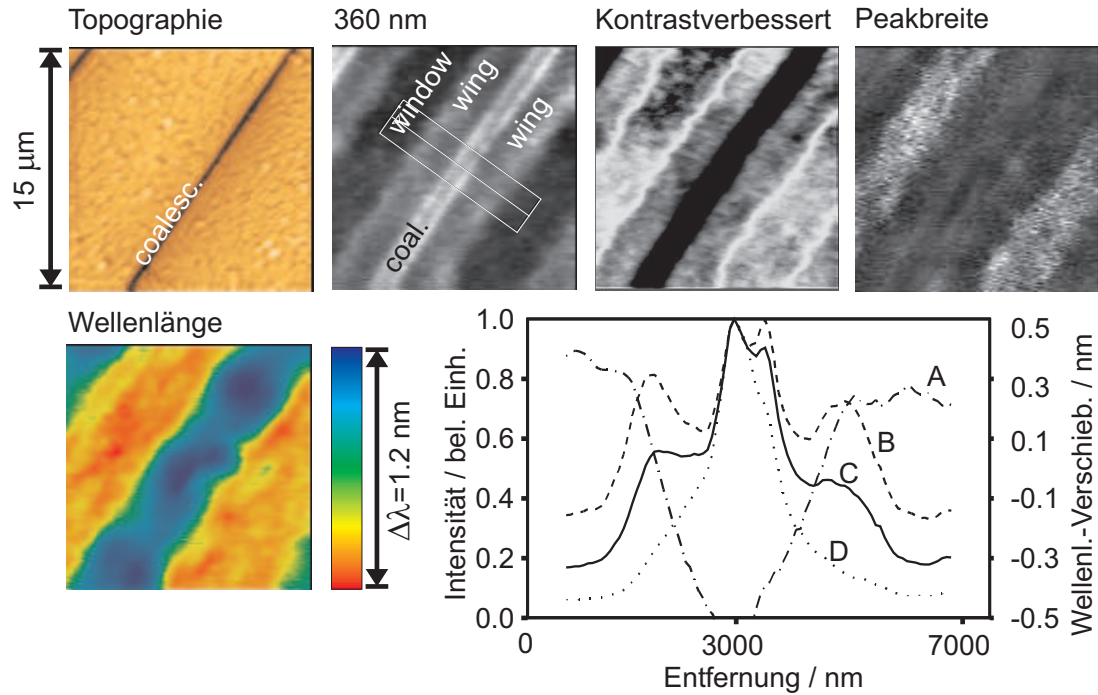 Topographie
360 nm
Kontrastverbessert
Peakbreite
15 µm
coalesc.
window
wing
wing
coal.
Wellenlänge
Δλ=1.2 nm
Intensität / bel. Einh.
1.0
0.8
0.6
0.4
0.2
0.0
A
B
C
D
0.5
0.3
0.1
-0.1
-0.3
-0.5
Wellenl.-Verschieb. / nm
0
3000
7000
Entfernung / nm